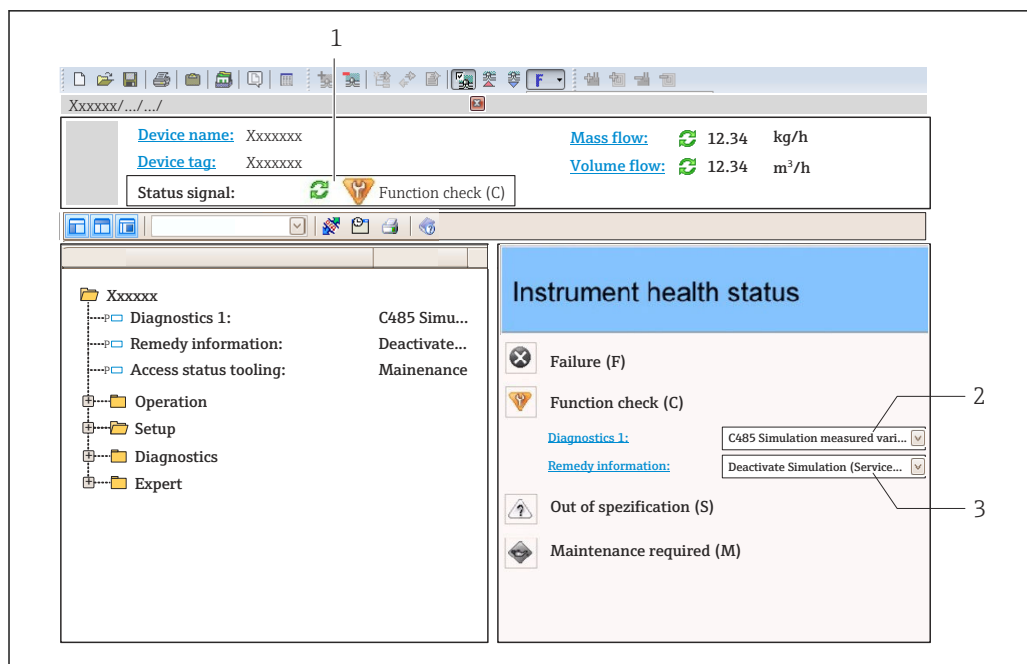 1
F
Xxxxxx/.../.../
Device name: Xxxxxxx
Mass flow: 12.34 kg/h
Device tag: Xxxxxxx
Volume flow: 12.34 m³/h
Status signal: Function check (C)
Xxxxxx
Diagnostics 1: C485 Simu...
Remedy information: Deactivate...
Access status tooling: Mainenance
Operation
Setup
Diagnostics
Expert
Instrument health status
Failure (F)
Function check (C)
2
Diagnostics 1: C485 Simulation measured vari...
Remedy information: Deactivate Simulation (Service...
Out of spezification (S)
3
Maintenance required (M)